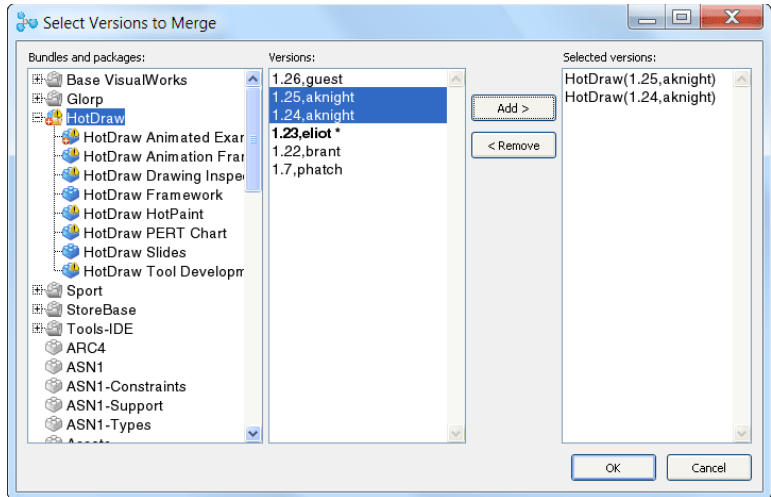 Select Versions to Merge
Bundles and packages:
Base VisualWorks
Glorp
HotDraw
HotDraw Animated Exar
HotDraw Animation Fran
HotDraw Drawing Inspe
HotDraw Framework
HotDraw HotPaint
HotDraw PERT Chart
HotDraw Slides
HotDraw Tool Developm
Sport
StoreBase
Tools-IDE
ARC4
ASN1
ASN1-Constraints
ASN1-Support
ASN1-Types
Versions:
1.26,guest
1.25,aknight
1.24,aknight
1.23,eliot *
1.22,brant
1.7,phatch
Add >
< Remove
Selected versions:
HotDraw(1.25,aknight)
HotDraw(1.24,aknight)
OK
Cancel